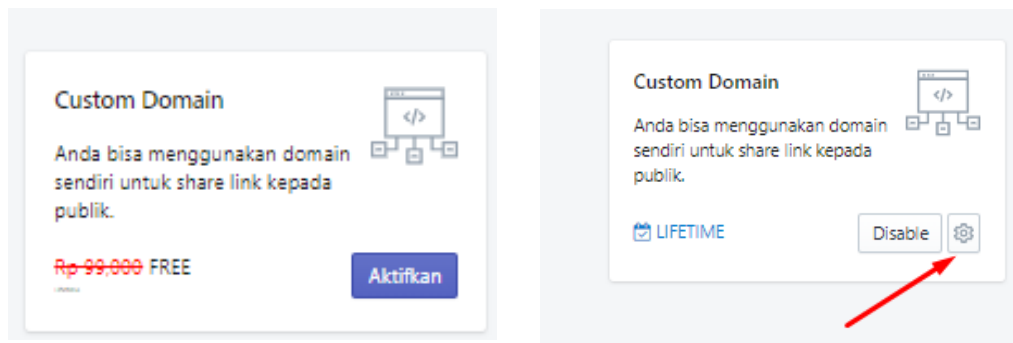 Custom Domain
</>
Anda bisa menggunakan domain
sendiri untuk share link kepada
publik.
Rp 99,000 FREE
Aktifkan
Custom Domain
</>
Anda bisa menggunakan domain
sendiri untuk share link kepada
publik.
LIFETIME
Disable